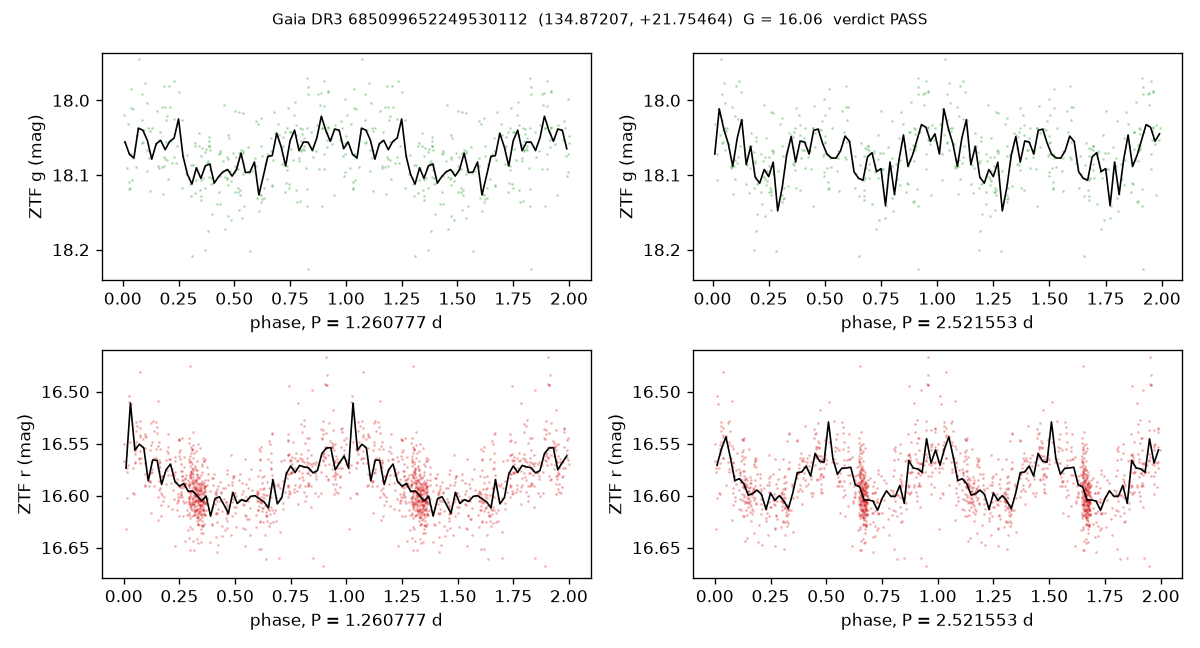 Gaia DR3 685099652249530112 (134.87207, +21.75464) G = 16.06 verdict PASS
ZTF g (mag)
18.0
18.1
18.2
0.00 0.25 0.50 0.75 1.00 1.25 1.50 1.75 2.00
phase, P = 1.260777 d
ZTF g (mag)
18.0
18.1
18.2
0.00 0.25 0.50 0.75 1.00 1.25 1.50 1.75 2.00
phase, P = 2.521553 d
ZTF r (mag)
16.50
16.55
16.60
16.65
0.00 0.25 0.50 0.75 1.00 1.25 1.50 1.75 2.00
phase, P = 1.260777 d
ZTF r (mag)
16.50
16.55
16.60
16.65
0.00 0.25 0.50 0.75 1.00 1.25 1.50 1.75 2.00
phase, P = 2.521553 d